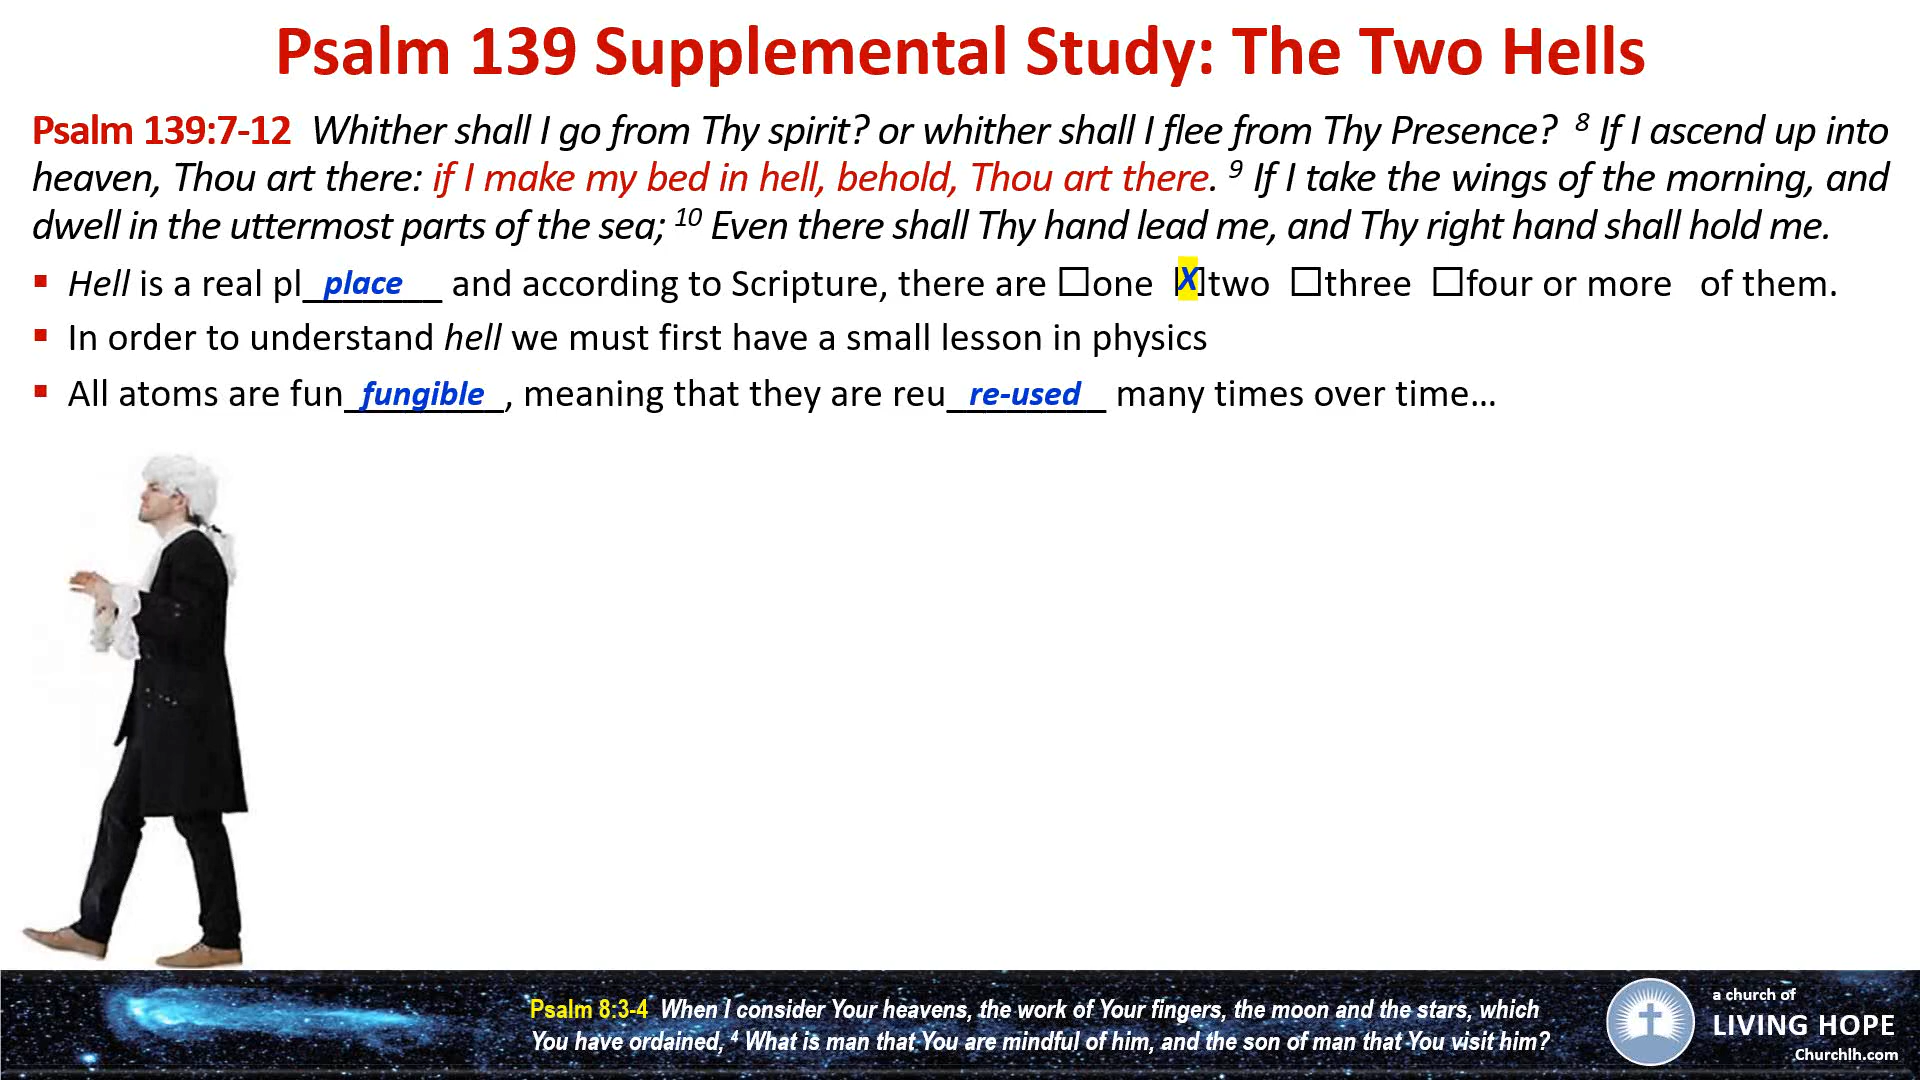 Psalm 139 Supplemental Study: The Two Hells
Psalm 139:7-12 Whither shall I go from Thy spirit? or whither shall I flee from Thy Presence? 8 If I ascend up into
heaven, Thou art there: if I make my bed in hell, behold, Thou art there. 9 If I take the wings of the morning, and
dwell in the uttermost parts of the sea; 10 Even there shall Thy hand lead me, and Thy right hand shall hold me.
▪ Hell is a real pl_place_ and according to Scripture, there are ☐one ☒two ☐three ☐four or more of them.
▪ In order to understand hell we must first have a small lesson in physics
▪ All atoms are fun_fungible_, meaning that they are reu_re-used_ many times over time…
Psalm 8:3-4 When I consider Your heavens, the work of Your fingers, the moon and the stars, which
You have ordained, 4 What is man that You are mindful of him, and the son of man that You visit him?
a church of
LIVING HOPE
Churchlh.com